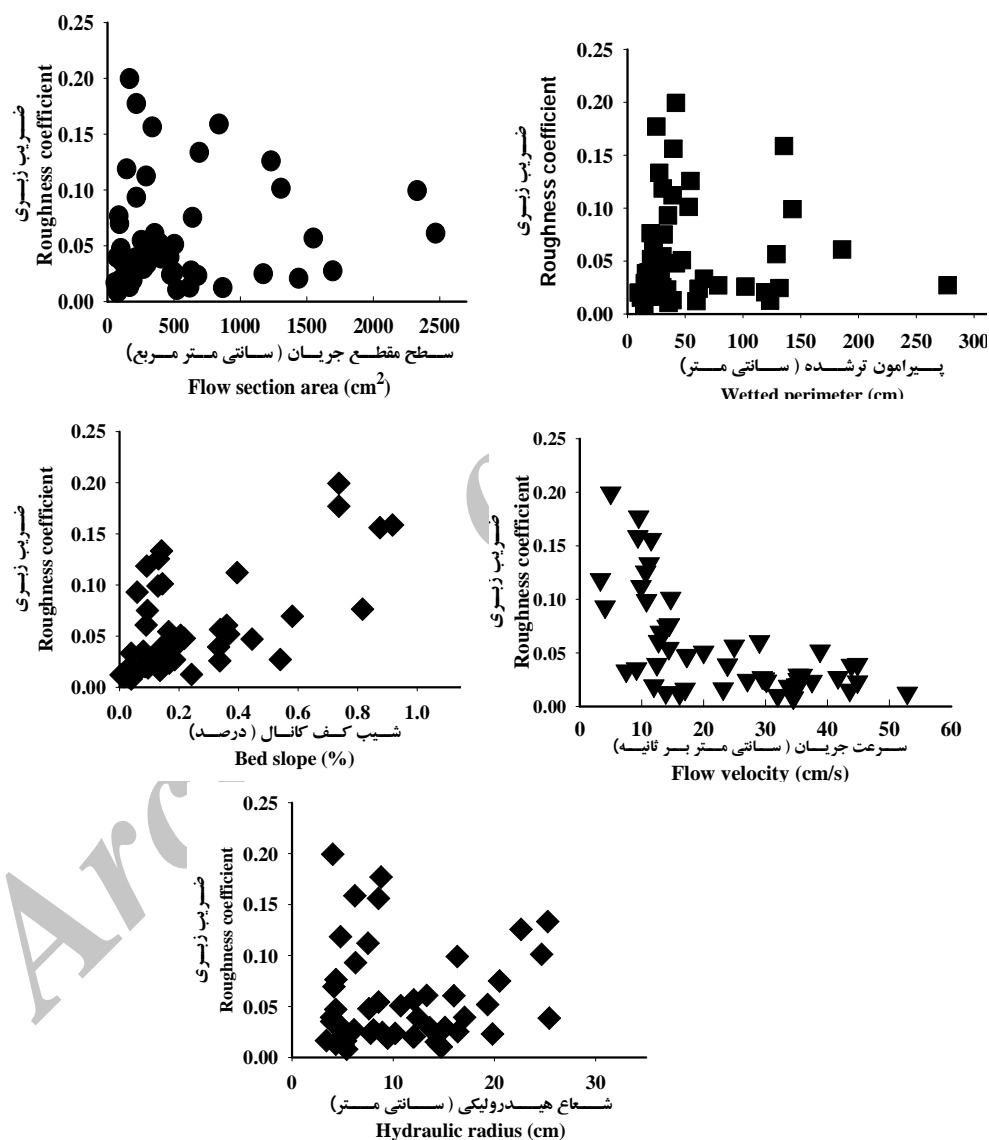 0.25
0.20
0.15
0.10
0.05
0.00
ضریب زبری
Roughness coefficient
0 500 1000 1500 2000 2500
سطح مقطع جریان ( سانتی متر مربع)
Flow section area (cm2)
0.25
0.20
0.15
0.10
0.05
0.00
ضریب زبری
Roughness coefficient
0 50 100 150 200 250 300
پیرامون ترشده ( سانتی متر)
Wetted perimeter (cm)
0.25
0.20
0.15
0.10
0.05
0.00
ضریب زبری
Roughness coefficient
0.0 0.2 0.4 0.6 0.8 1.0
شیب کف کانال ( درصد)
Bed slope (%)
0.25
0.20
0.15
0.10
0.05
0.00
ضریب زبری
Roughness coefficient
0 10 20 30 40 50 60
سرعت جریان ( سانتی متر بر ثانیه)
Flow velocity (cm/s)
0.25
0.20
0.15
0.10
0.05
0.00
ضریب زبری
Roughness coefficient
0 10 20 30
شعاع هیدرولیکی ( سانتی متر)
Hydraulic radius (cm)
Arc